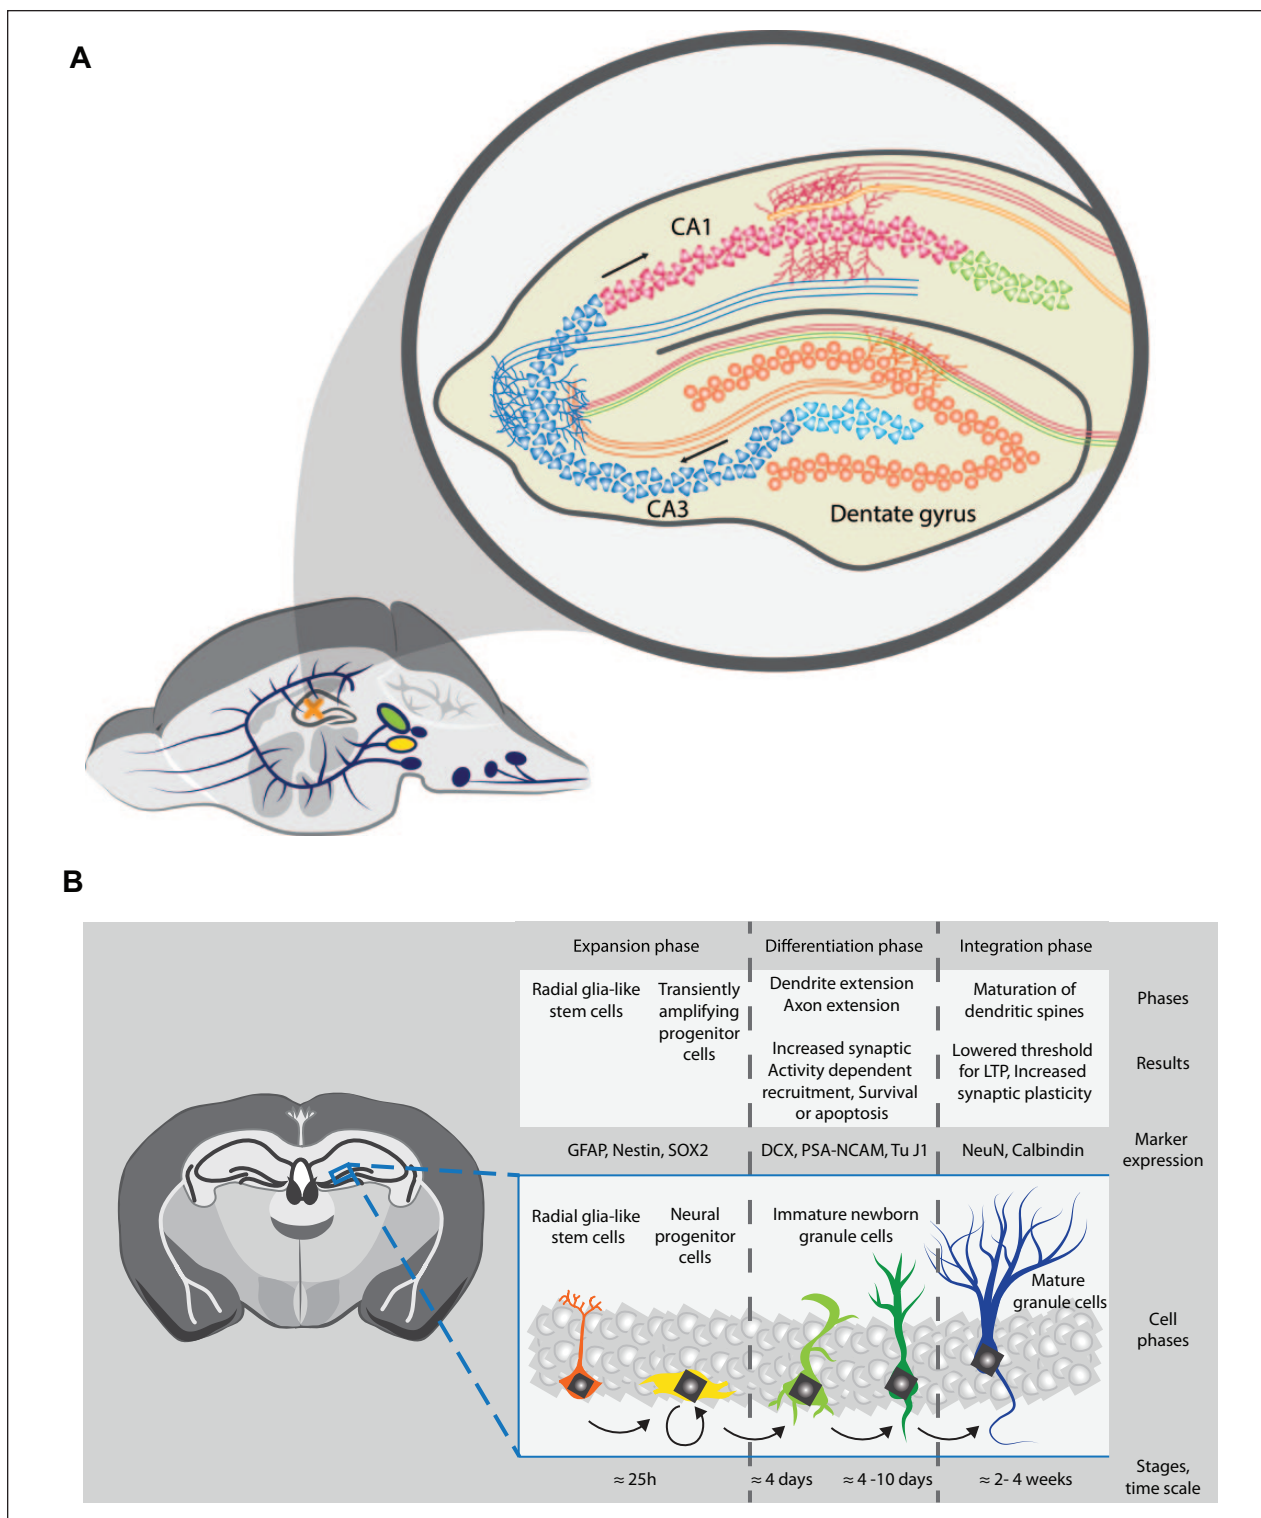 A
CA1
CA3
Dentate gyrus
B
Expansion phase
Differentiation phase
Integration phase
Phases
Radial glia-like
stem cells
Transiently
amplifying
progenitor
cells
Dendrite extension
Axon extension
Maturation of
dendritic spines
Increased synaptic
Activity dependent
recruitment, Survival
or apoptosis
Lowered threshold
for LTP, Increased
synaptic plasticity
Results
GFAP, Nestin, SOX2
DCX, PSA-NCAM, Tu J1
NeuN, Calbindin
Marker
expression
Radial glia-like
stem cells
Neural
progenitor
cells
Immature newborn
granule cells
Mature
granule cells
Cell
phases
≈ 25h
≈ 4 days
≈ 4 -10 days
≈ 2- 4 weeks
Stages,
time scale